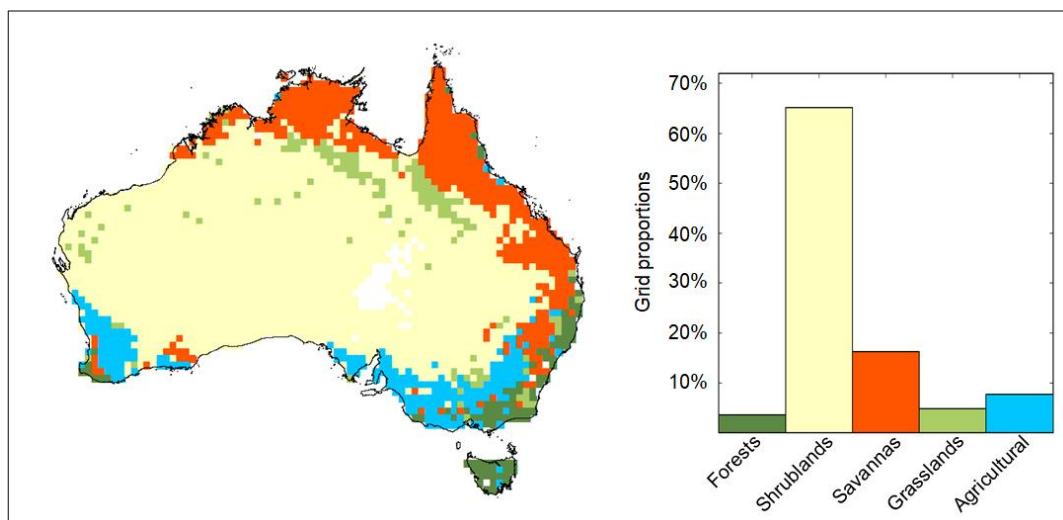 70%
60%
50%
40%
30%
20%
10%
Grid proportions
Forests
Shrublands
Savannas
Grasslands
Agricultural